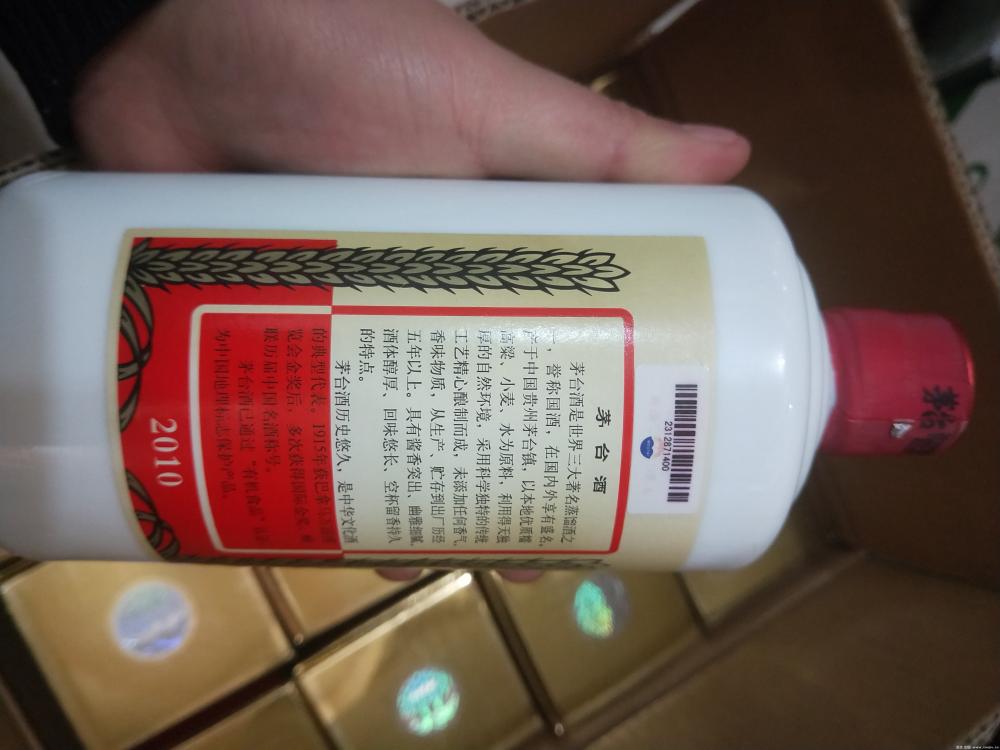 茅台酒
茅台酒是世界三大著名蒸馏酒之
一，誉称国酒，在国内外享有盛名。
产于中国贵州茅台镇，以本地优质糯
高粱、小麦、水为原料，利用得天独
厚的自然环境，采用科学独特的传统
工艺精心酿制而成，未添加任何香气
香味物质，从生产、贮存到出厂历经
五年以上。具有酱香突出、幽雅细腻、
酒体醇厚、回味悠长、空杯留香持久
的特点。
茅台酒历史悠久，是中华文化酒
的典型代表。1915年获巴拿马万国博
览会金奖后，多次获得国际金奖，蝉
联历届中国名酒称号。
茅台酒已通过“有机食品”
为中国地理标志保护产品。
2010
2312871400
茅台